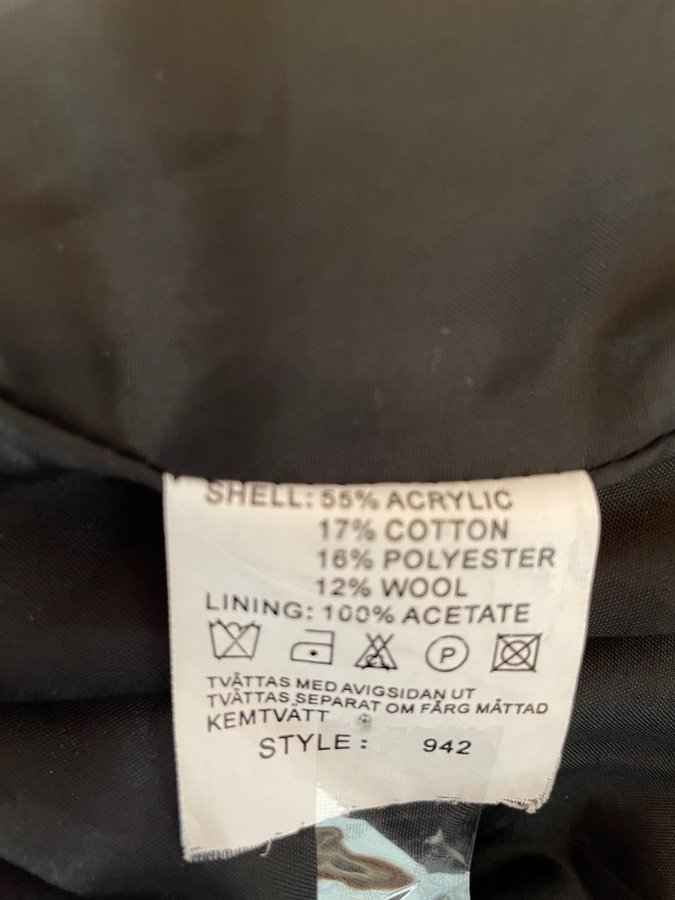 SHELL: 55% ACRYLIC
17% COTTON
16% POLYESTER
12% WOOL
LINING: 100% ACETATE
P
TVÄTTAS MED AVIGSIDAN UT
TVÄTTAS SEPARAT OM FÄRG MÄTTAD
KEMTVÄTT
STYLE: 942